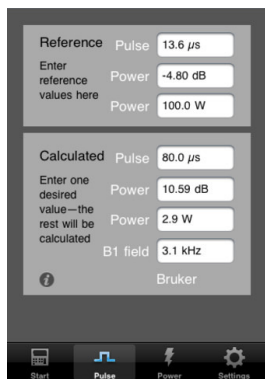 Reference Pulse 13.6 µs
Enter reference values here
Power -4.80 dB
Power 100.0 W
Calculated Pulse 80.0 µs
Enter one desired value—the rest will be calculated
Power 10.59 dB
Power 2.9 W
B1 field 3.1 kHz
i Bruker
Start Pulse Power Settings